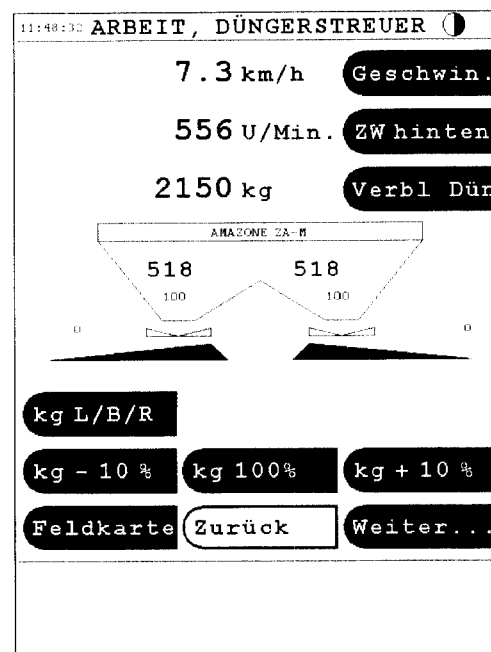 11:48:32 ARBEIT, DÜNGERSTREUER
7.3 km/h Geschwin.
556 U/Min. ZW hinten
2150 kg Verbl Dün
AMAZONE ZA-M
518 518
100 100
0 0
kg L/B/R
kg - 10 % kg 100% kg + 10 %
Feldkarte Zurück Weiter...